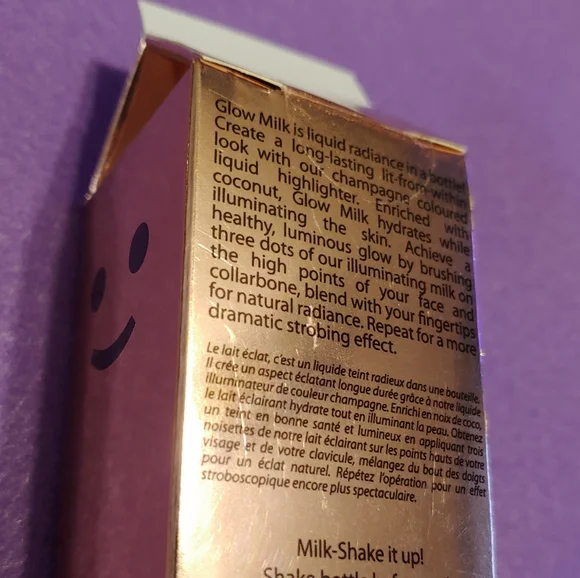 Glow Milk is liquid radiance in a bottle!
Create a long-lasting lit-from-within
look with our champagne coloured
liquid highlighter. Enriched with
coconut, Glow Milk hydrates while
illuminating the skin. Achieve a
healthy, luminous glow by brushing
three dots of our illuminating milk on
the high points of your face and
collarbone, blend with your fingertips
for natural radiance. Repeat for a more
dramatic strobing effect.
Le lait éclat, c'est un liquide teint radieux dans une bouteille.
Il crée un aspect éclatant longue durée grâce à notre liquide
illuminateur de couleur champagne. Enrichi en noix de coco,
le lait éclairant hydrate tout en illuminant la peau. Obtenez
un teint en bonne santé et lumineux en appliquant trois
noisettes de notre lait éclairant sur les points hauts de votre
visage et de votre clavicule, mélangez du bout des doigts
pour un éclat naturel. Répétez l'opération pour un effet
stroboscopique encore plus spectaculaire.
Milk-Shake it up!
Shake bottle